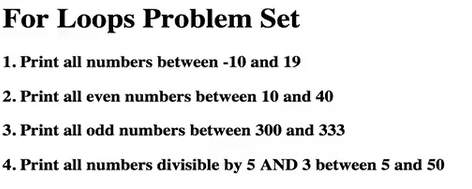 For Loops Problem Set
1. Print all numbers between -10 and 19
2. Print all even numbers between 10 and 40
3. Print all odd numbers between 300 and 333
4. Print all numbers divisible by 5 AND 3 between 5 and 50